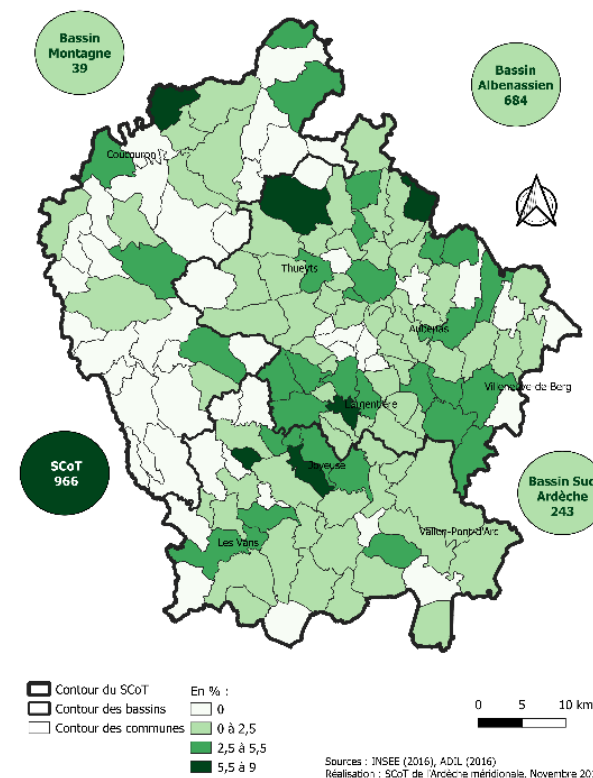 Bassin
Montagne
39
Bassin
Albenassien
684
Coucouron
Thueyts
Aubenas
Villeneuve de Berg
Largentière
SCoT
966
Joyeuse
Bassin Sud
Ardèche
243
Vallon-Pont-d'Arc
Les Vans
Contour du SCoT
Contour des bassins
Contour des communes
En % :
0
0 à 2,5
2,5 à 5,5
5,5 à 9
0 5 10 km
Sources : INSEE (2016), ADIL (2016)
Réalisation : SCoT de l'Ardèche méridionale, Novembre 20